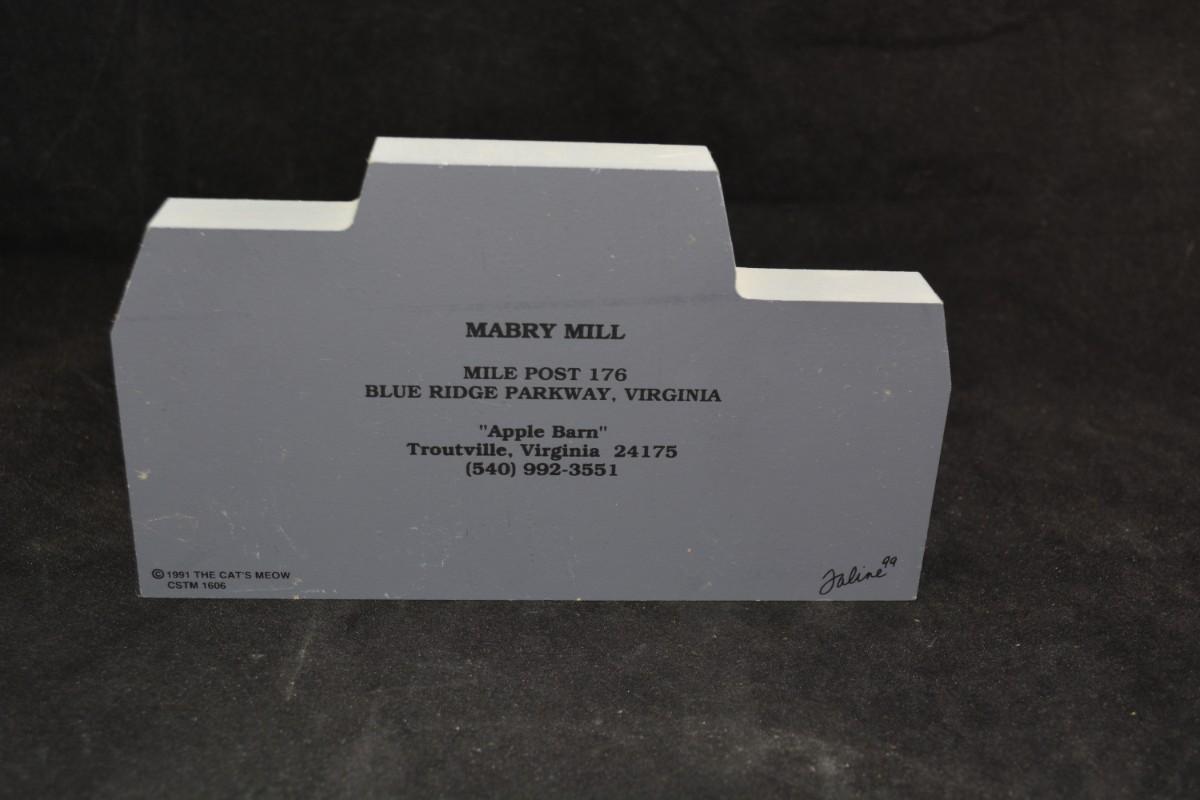 MABRY MILL
MILE POST 176
BLUE RIDGE PARKWAY, VIRGINIA
"Apple Barn"
Troutville, Virginia 24175
(540) 992-3551
© 1991 THE CAT'S MEOW
CSTM 1606
Faline 99